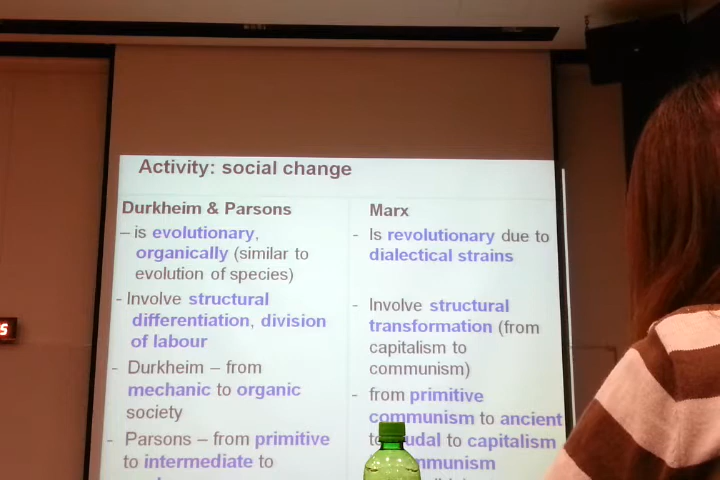 Activity: social change
Durkheim & Parsons
– is evolutionary,
organically (similar to
evolution of species)
- Involve structural
differentiation, division
of labour
- Durkheim – from
mechanic to organic
society
- Parsons – from primitive
to intermediate to
Marx
- Is revolutionary due to
dialectical strains
- Involve structural
transformation (from
capitalism to
communism)
- from primitive
communism to ancient
to capitalism